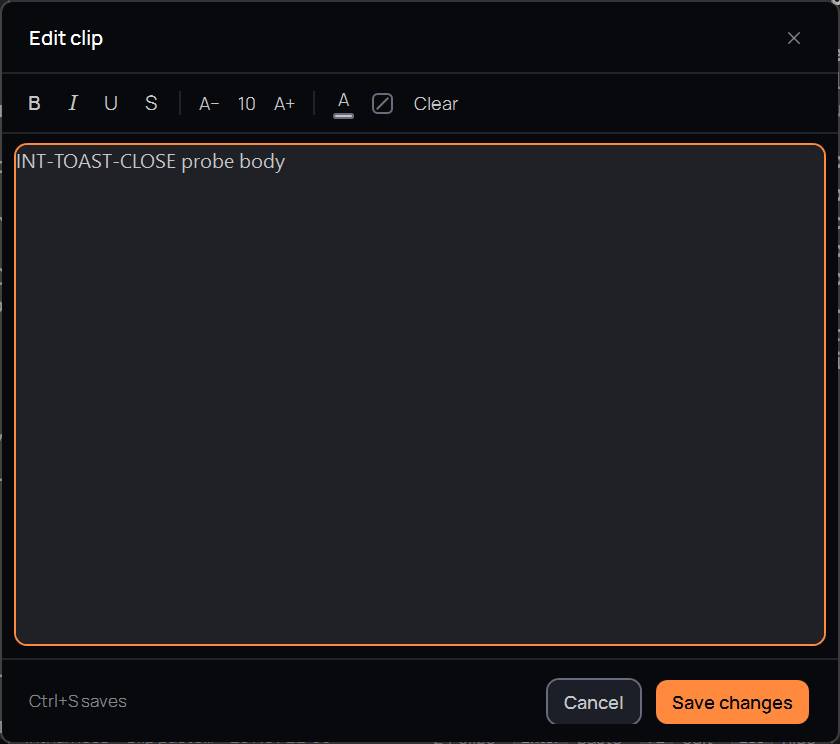 Edit clip
B I U S A− 10 A+ A Clear
INT-TOAST-CLOSE probe body
Ctrl+S saves
Cancel Save changes